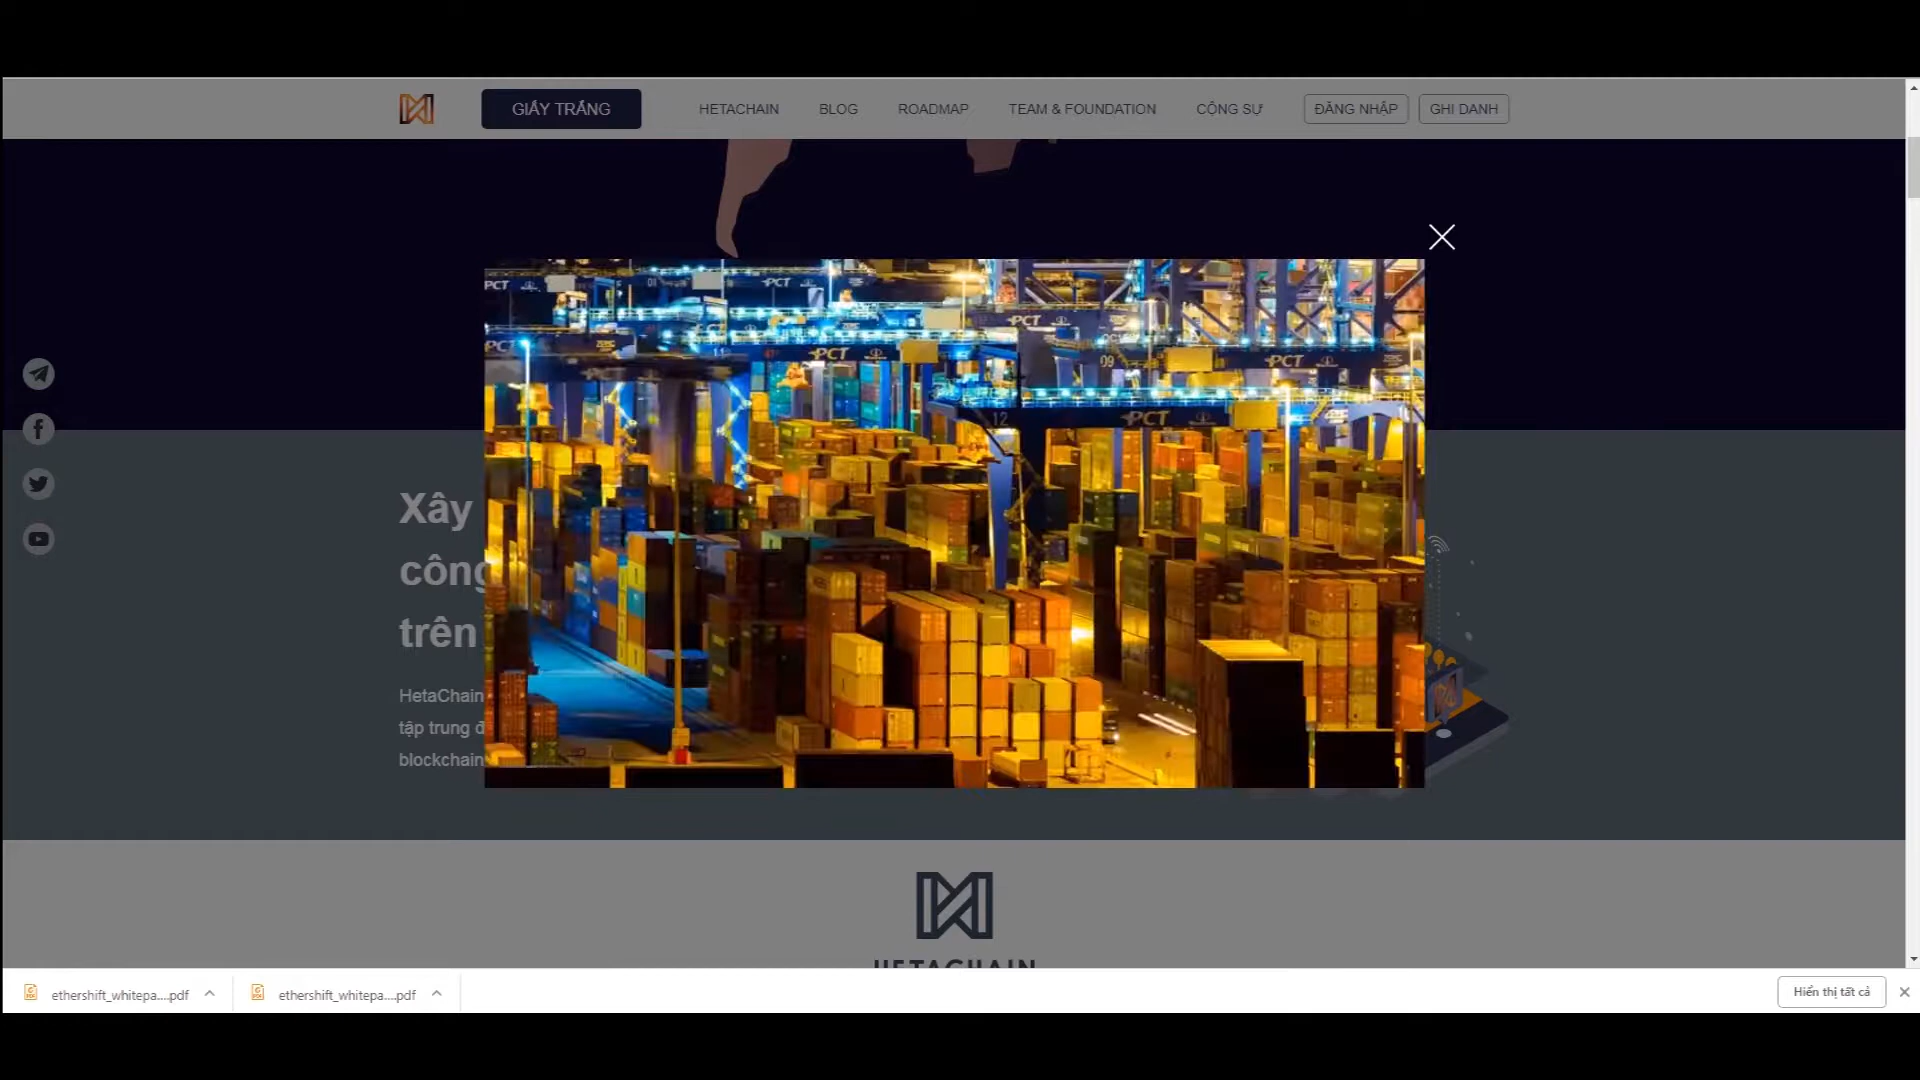 GIẤY TRẮNG HETACHAIN BLOG ROADMAP TEAM & FOUNDATION CỘNG SỰ ĐĂNG NHẬP GHI DANH
PCT PCT
PCT PCT 09 PCT
12 PCT
Xây
công
trên
HetaChain
tập trung
blockchain
HETACHAIN
ethershift_whitepa....pdf ethershift_whitepa....pdf Hiển thị tất cả